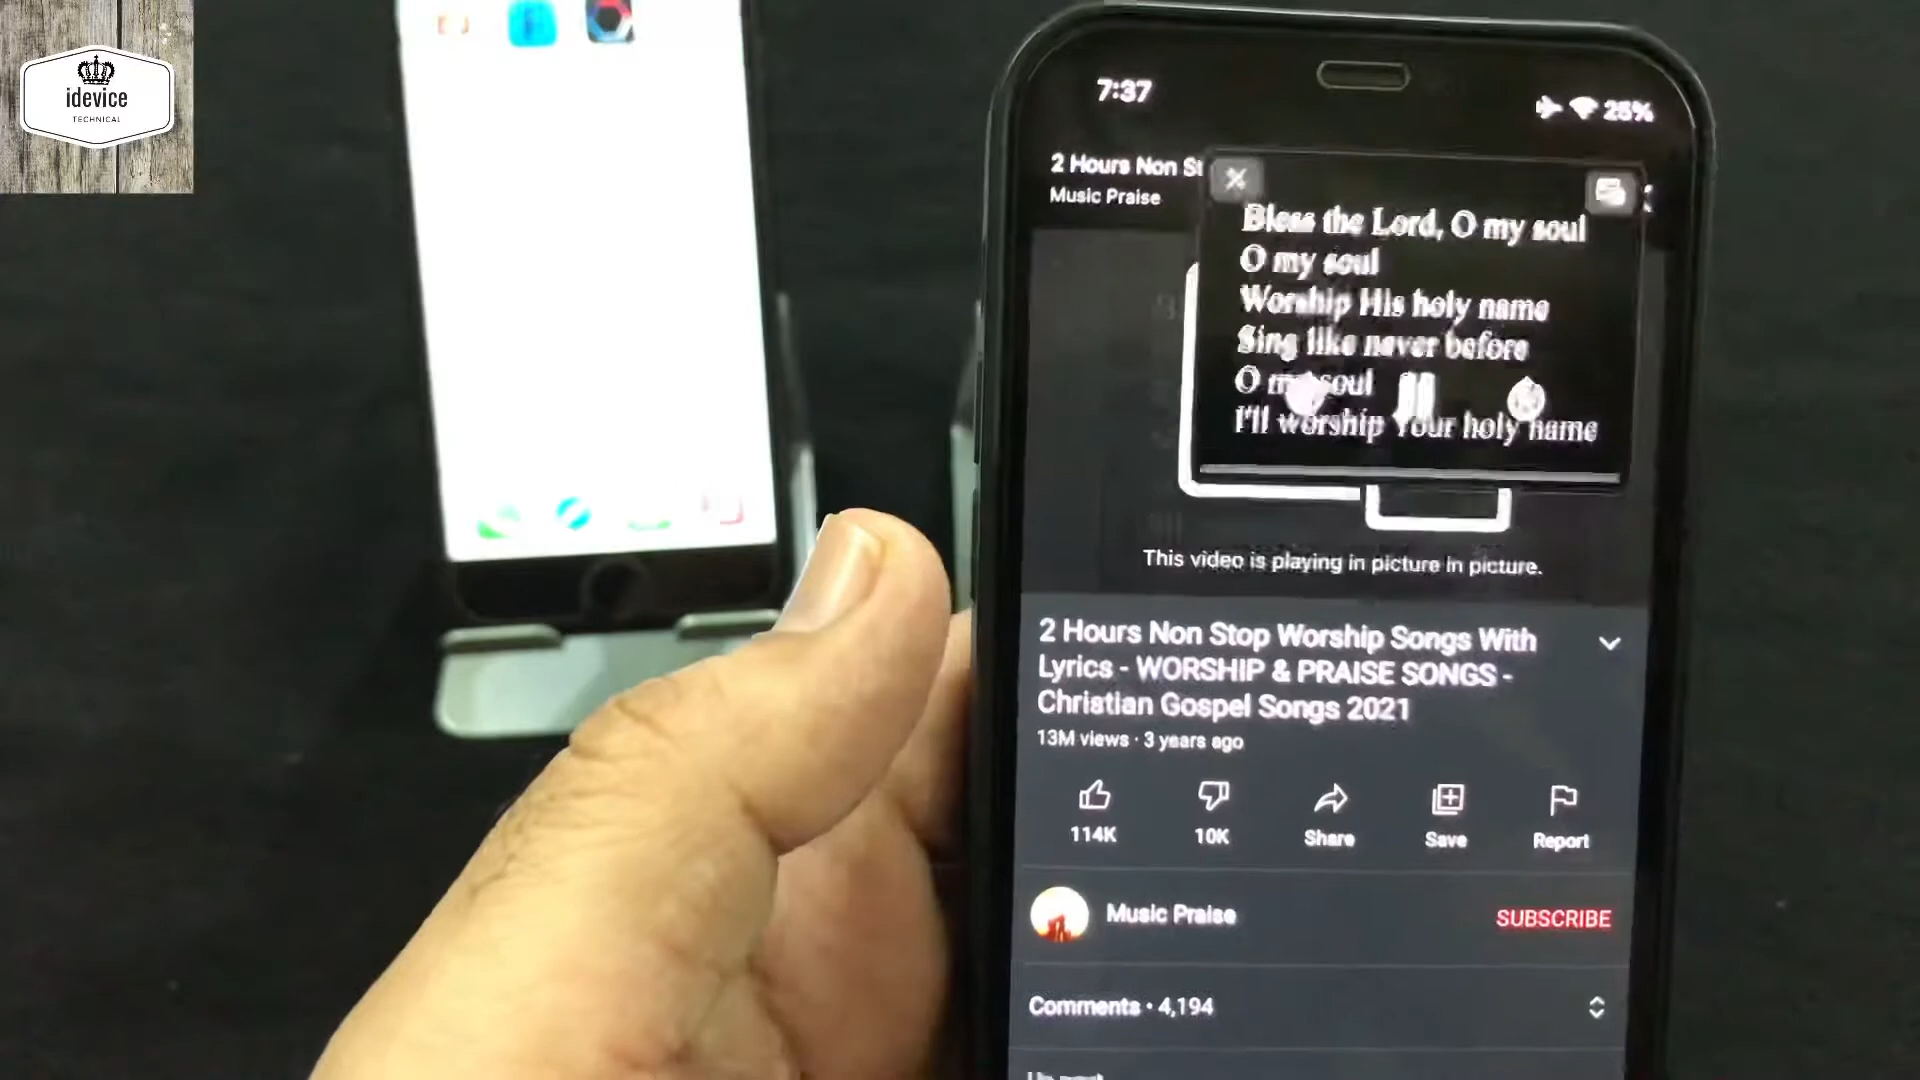 idevice
TECHNICAL
7:37
25%
2 Hours Non St
Music Praise
Bless the Lord, O my soul
O my soul
Worship His holy name
Sing like never before
O my soul
I'll worship Your holy name
This video is playing in picture in picture.
2 Hours Non Stop Worship Songs With
Lyrics - WORSHIP & PRAISE SONGS -
Christian Gospel Songs 2021
13M views · 3 years ago
114K
10K
Share
Save
Report
Music Praise
SUBSCRIBE
Comments • 4,194
Up next